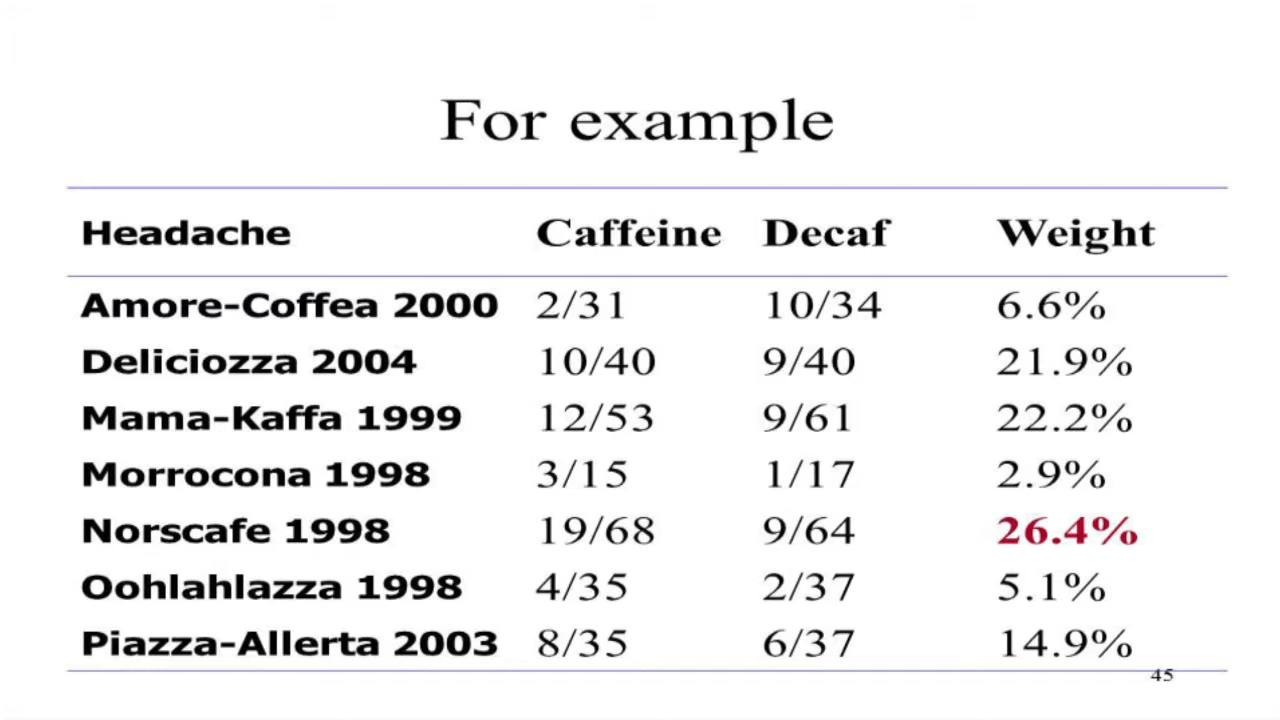 For example
Headache Caffeine Decaf Weight
Amore-Coffea 2000 2/31 10/34 6.6%
Deliciozza 2004 10/40 9/40 21.9%
Mama-Kaffa 1999 12/53 9/61 22.2%
Morrocona 1998 3/15 1/17 2.9%
Norscafe 1998 19/68 9/64 26.4%
Oohlahlazza 1998 4/35 2/37 5.1%
Piazza-Allerta 2003 8/35 6/37 14.9%
45